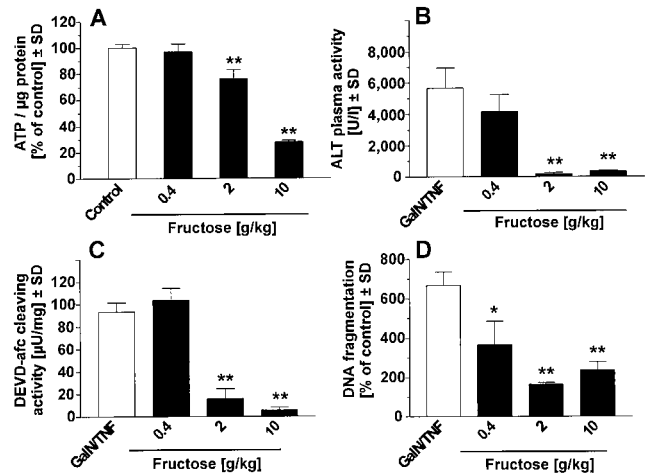 A
ATP / µg protein
[% of control] ± SD
120
100
80
60
40
20
0
**
**
Control
0.4
2
10
Fructose [g/kg]
B
ALT plasma activity
[U/l] ± SD
8,000
6,000
4,000
2,000
0
**
**
GalN/TNF
0.4
2
10
Fructose [g/kg]
C
DEVD-afc cleaving
activity [µU/mg] ± SD
120
100
80
60
40
20
0
**
**
GalN/TNF
0.4
2
10
Fructose [g/kg]
D
DNA fragmentation
[% of control] ± SD
800
600
400
200
0
*
**
**
GalN/TNF
0.4
2
10
Fructose [g/kg]